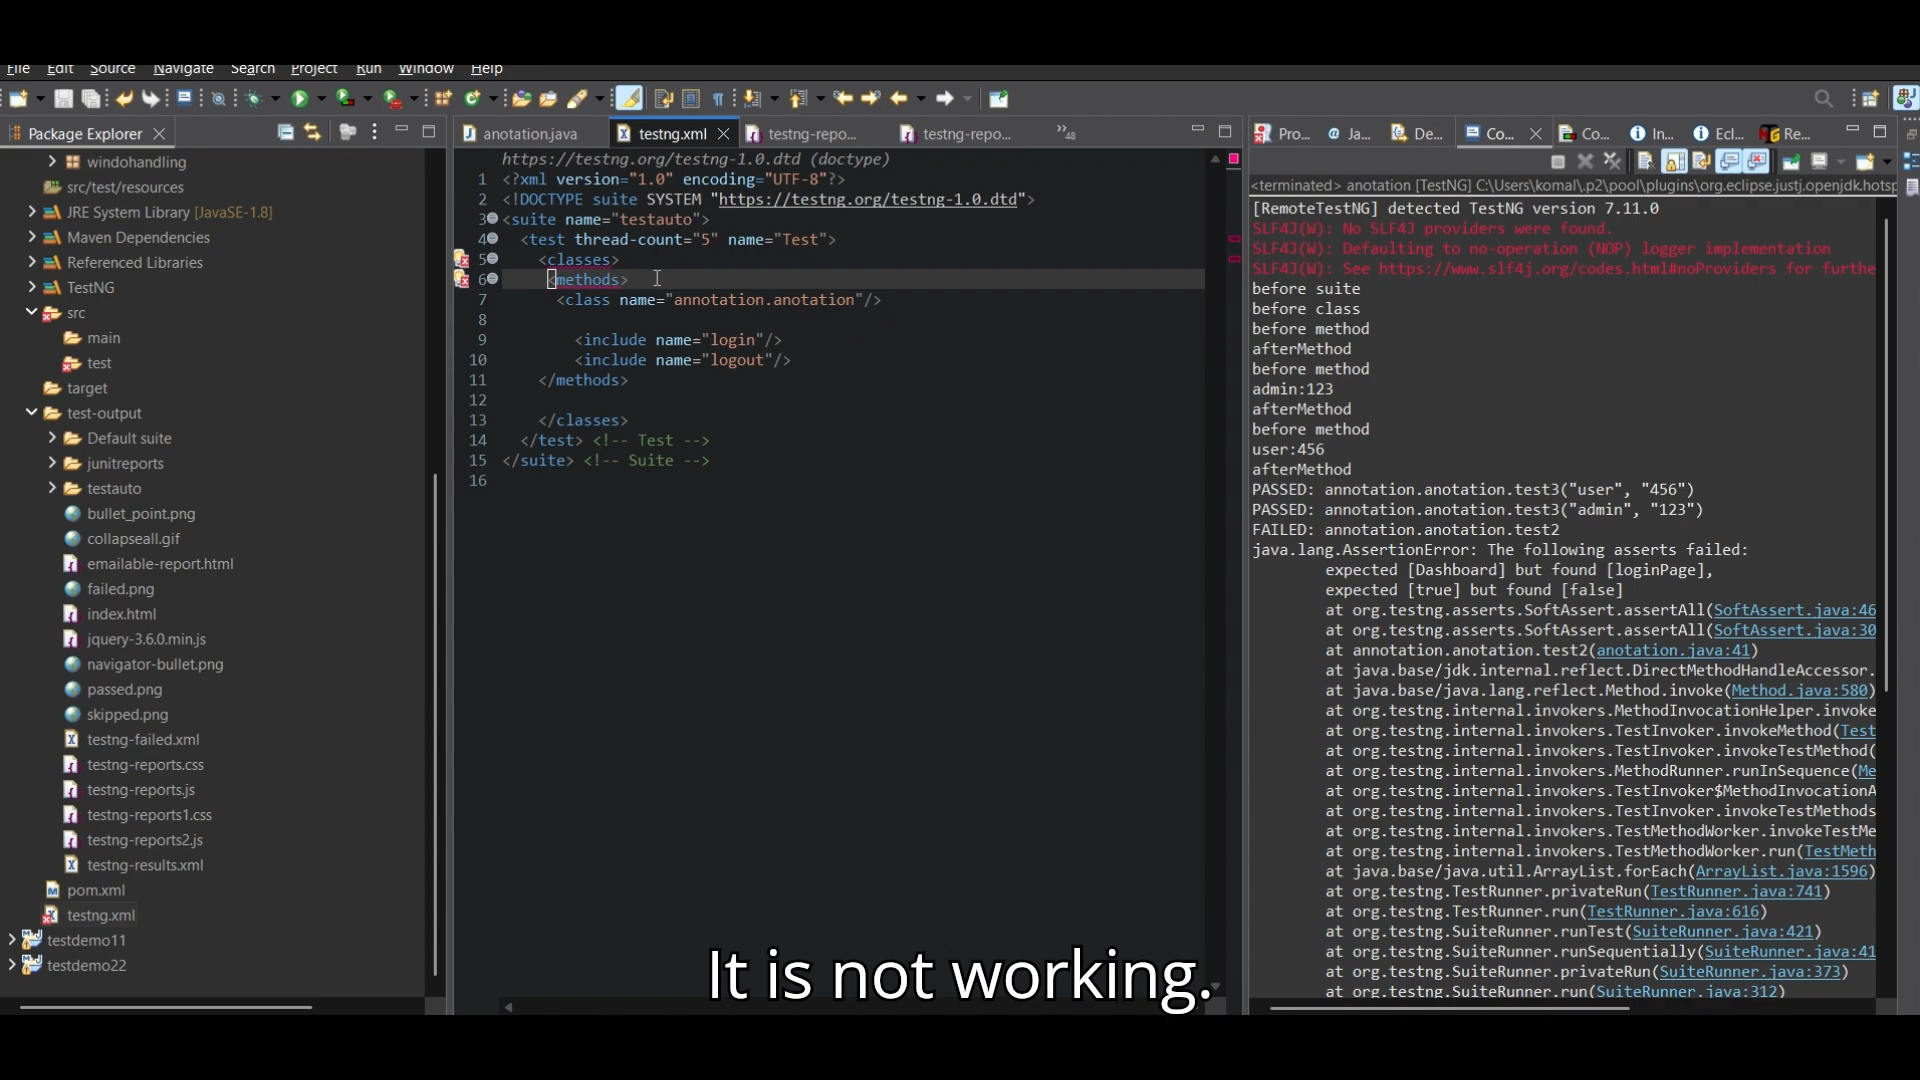 File Edit Source Navigate Search Project Run Window Help
Package Explorer
windohandling
src/test/resources
JRE System Library [JavaSE-1.8]
Maven Dependencies
Referenced Libraries
TestNG
src
main
test
target
test-output
Default suite
junitreports
testauto
bullet_point.png
collapseall.gif
emailable-report.html
failed.png
index.html
jquery-3.6.0.min.js
navigator-bullet.png
passed.png
skipped.png
testng-failed.xml
testng-reports.css
testng-reports.js
testng-reports1.css
testng-reports2.js
testng-results.xml
pom.xml
testng.xml
testdemo11
testdemo22
anotation.java testng.xml testng-repo... testng-repo... »48
https://testng.org/testng-1.0.dtd (doctype)
1 <?xml version="1.0" encoding="UTF-8"?>
2 <!DOCTYPE suite SYSTEM "https://testng.org/testng-1.0.dtd">
3 <suite name="testauto">
4 <test thread-count="5" name="Test">
5 <classes>
6 <methods>
7 <class name="annotation.anotation"/>
8
9 <include name="login"/>
10 <include name="logout"/>
11 </methods>
12
13 </classes>
14 </test> <!-- Test -->
15 </suite> <!-- Suite -->
16
Pro... Ja... De... Co... Co... In... Ecl... Re...
<terminated> anotation [TestNG] C:\Users\komal\.p2\pool\plugins\org.eclipse.justj.openjdk.hotsp
[RemoteTestNG] detected TestNG version 7.11.0
SLF4J(W): No SLF4J providers were found.
SLF4J(W): Defaulting to no-operation (NOP) logger implementation
SLF4J(W): See https://www.slf4j.org/codes.html#noProviders for furthe
before suite
before class
before method
afterMethod
before method
admin:123
afterMethod
before method
user:456
afterMethod
PASSED: annotation.anotation.test3("user", "456")
PASSED: annotation.anotation.test3("admin", "123")
FAILED: annotation.anotation.test2
java.lang.AssertionError: The following asserts failed:
expected [Dashboard] but found [loginPage],
expected [true] but found [false]
at org.testng.asserts.SoftAssert.assertAll(SoftAssert.java:46
at org.testng.asserts.SoftAssert.assertAll(SoftAssert.java:30
at annotation.anotation.test2(anotation.java:41)
at java.base/jdk.internal.reflect.DirectMethodHandleAccessor.
at java.base/java.lang.reflect.Method.invoke(Method.java:580)
at org.testng.internal.invokers.MethodInvocationHelper.invoke
at org.testng.internal.invokers.TestInvoker.invokeMethod(Test
at org.testng.internal.invokers.TestInvoker.invokeTestMethod(
at org.testng.internal.invokers.MethodRunner.runInSequence(Me
at org.testng.internal.invokers.TestInvoker$MethodInvocationA
at org.testng.internal.invokers.TestInvoker.invokeTestMethods
at org.testng.internal.invokers.TestMethodWorker.invokeTestMe
at org.testng.internal.invokers.TestMethodWorker.run(TestMeth
at java.base/java.util.ArrayList.forEach(ArrayList.java:1596)
at org.testng.TestRunner.privateRun(TestRunner.java:741)
at org.testng.TestRunner.run(TestRunner.java:616)
at org.testng.SuiteRunner.runTest(SuiteRunner.java:421)
at org.testng.SuiteRunner.runSequentially(SuiteRunner.java:41
at org.testng.SuiteRunner.privateRun(SuiteRunner.java:373)
at org.testng.SuiteRunner.run(SuiteRunner.java:312)
It is not working.